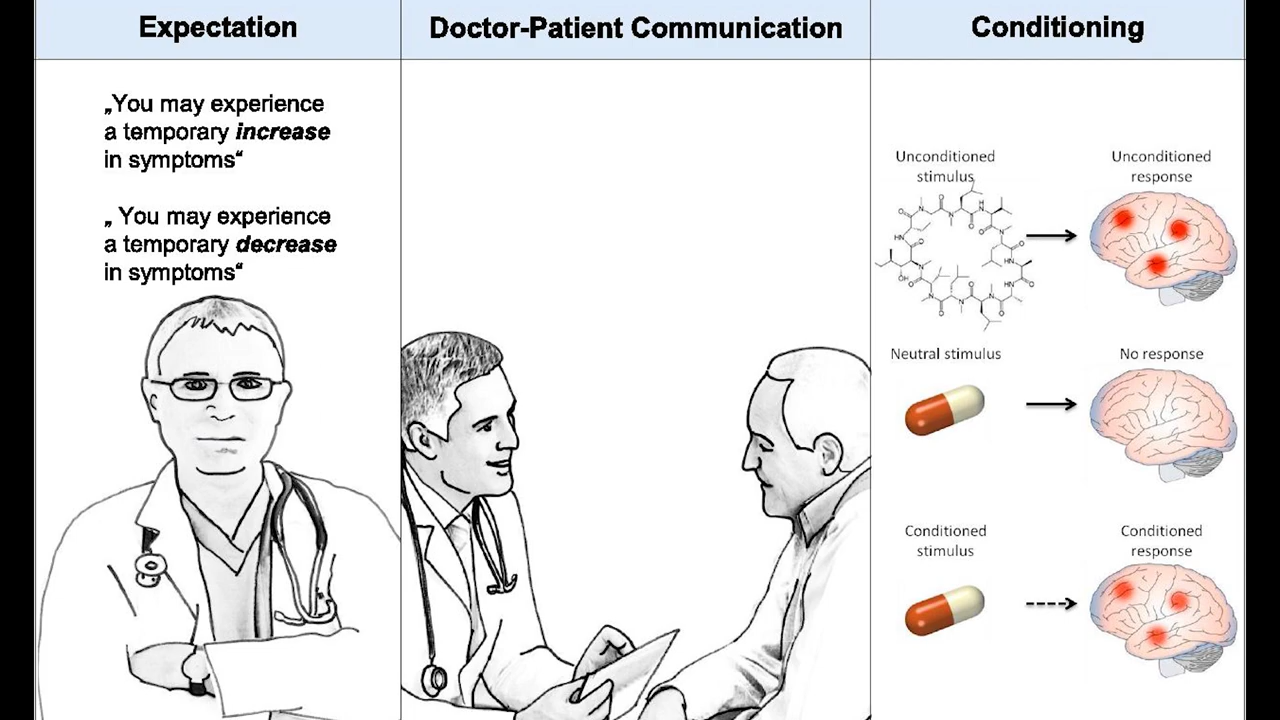 Expectation
„You may experience
a temporary increase
in symptoms“
„ You may experience
a temporary decrease
in symptoms“
Doctor-Patient Communication
Conditioning
Unconditioned
stimulus
Unconditioned
response
Neutral stimulus
No response
Conditioned
stimulus
Conditioned
response